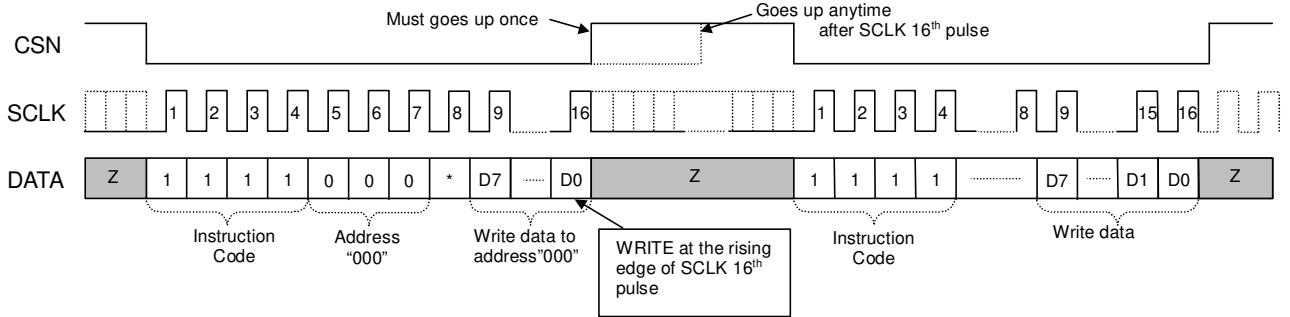 Must goes up once
Goes up anytime
after SCLK 16th pulse
CSN
SCLK 1 2 3 4 5 6 7 8 9 ...... 16 ...... 1 2 3 4 ...... 8 9 ...... 15 16
DATA Z 1 1 1 1 0 0 0 * D7 ...... D0 Z 1 1 1 1 ............ D7 ...... D1 D0 Z
Instruction
Code
Address
"000"
Write data to
address"000"
WRITE at the rising
edge of SCLK 16th
pulse
Instruction
Code
Write data